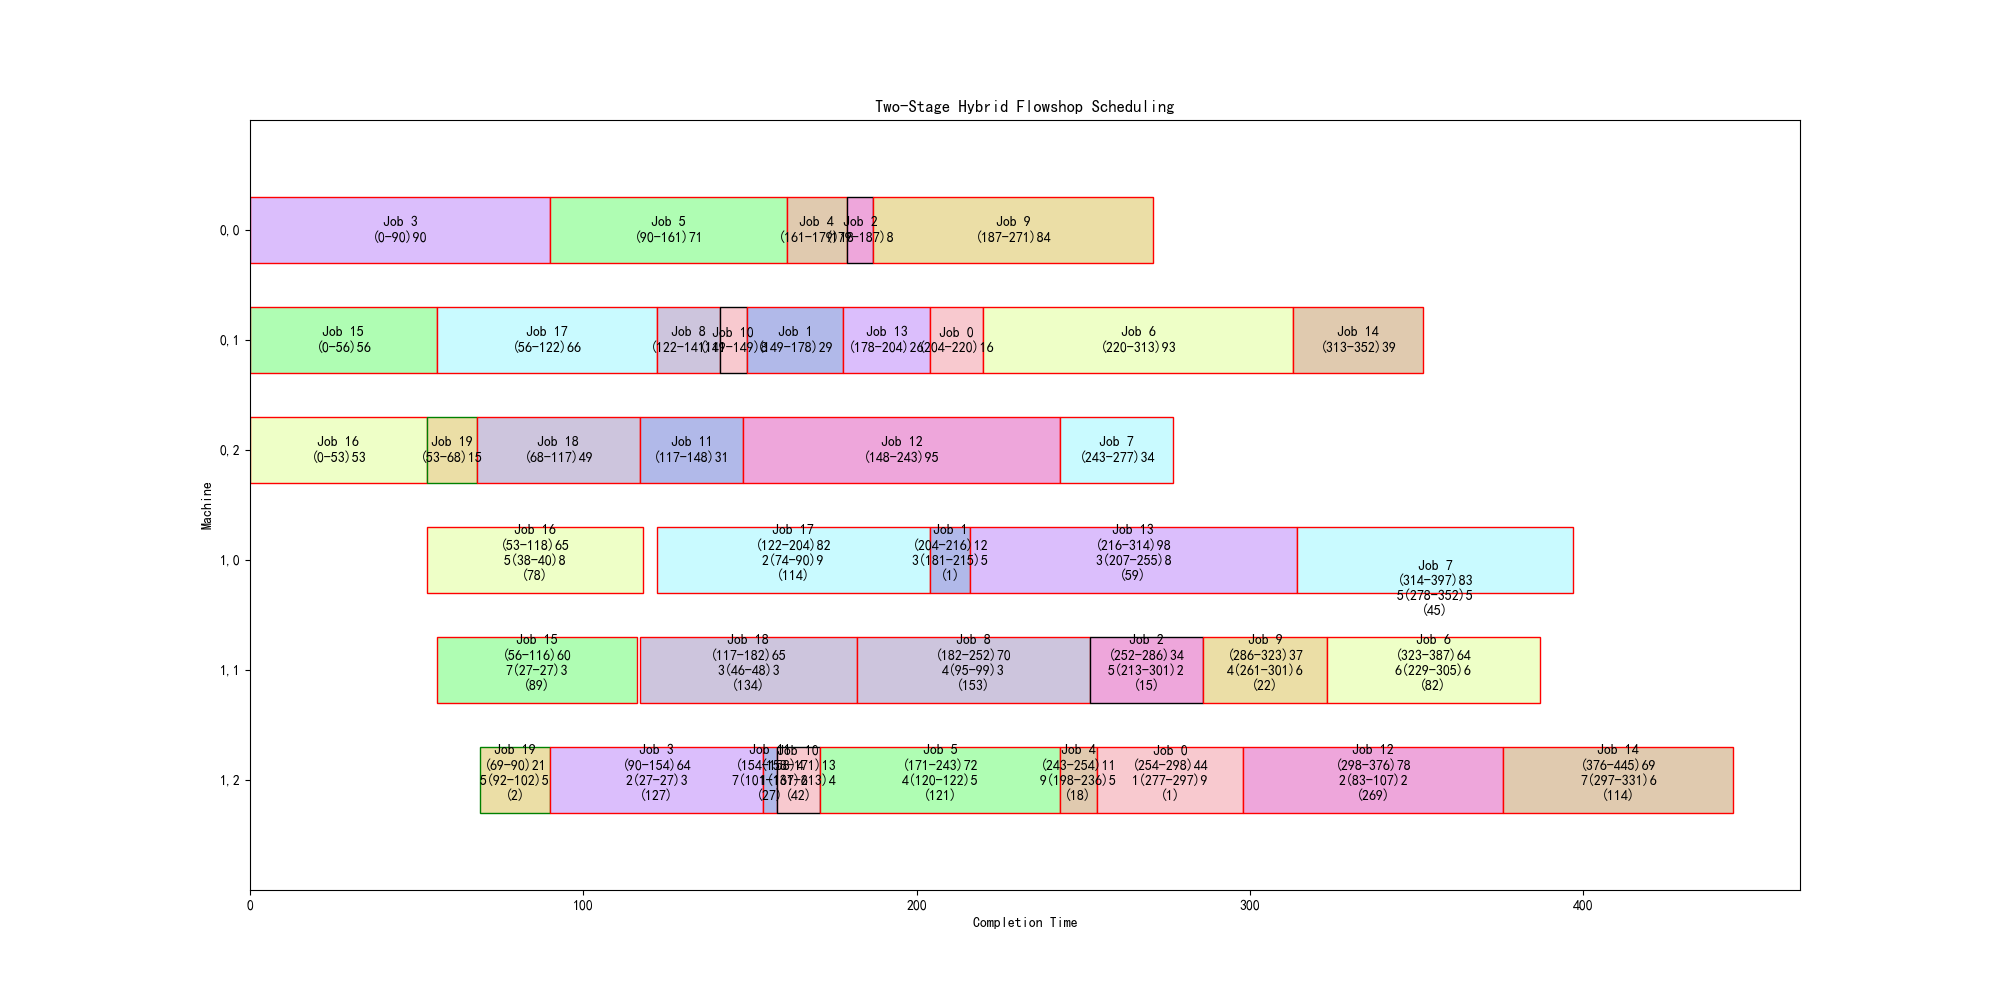 Two-Stage Hybrid Flowshop Scheduling
0,0
Job 3
(0-90)90
Job 5
(90-161)71
Job 4
(161-179)18
Job 2
(179-187)8
Job 9
(187-271)84
0,1
Job 15
(0-56)56
Job 17
(56-122)66
Job 8
(122-141)19
Job 10
(141-149)8
Job 1
(149-178)29
Job 13
(178-204)26
Job 0
(204-220)16
Job 6
(220-313)93
Job 14
(313-352)39
0,2
Job 16
(0-53)53
Job 19
(53-68)15
Job 18
(68-117)49
Job 11
(117-148)31
Job 12
(148-243)95
Job 7
(243-277)34
1,0
Job 16
(53-118)65
5(38-40)8
(78)
Job 17
(122-204)82
2(74-90)9
(114)
Job 1
(204-216)12
3(181-215)5
(1)
Job 13
(216-314)98
3(207-255)8
(59)
Job 7
(314-397)83
5(278-352)5
(45)
1,1
Job 15
(56-116)60
7(27-27)3
(89)
Job 18
(117-182)65
3(46-48)3
(134)
Job 8
(182-252)70
4(95-99)3
(153)
Job 2
(252-286)34
5(213-301)2
(15)
Job 9
(286-323)37
4(261-301)6
(22)
Job 6
(323-387)64
6(229-305)6
(82)
1,2
Job 19
(69-90)21
5(92-102)5
(2)
Job 3
(90-154)64
2(27-27)3
(127)
Job 11
(154-158)4
(27)
Job 10
(158-171)13
(42)
Job 5
(171-243)72
4(120-122)5
(121)
Job 4
(243-254)11
9(198-236)5
(18)
Job 0
(254-298)44
1(277-297)9
(1)
Job 12
(298-376)78
2(83-107)2
(269)
Job 14
(376-445)69
7(297-331)6
(114)
0
100
200
300
400
Machine
Completion Time